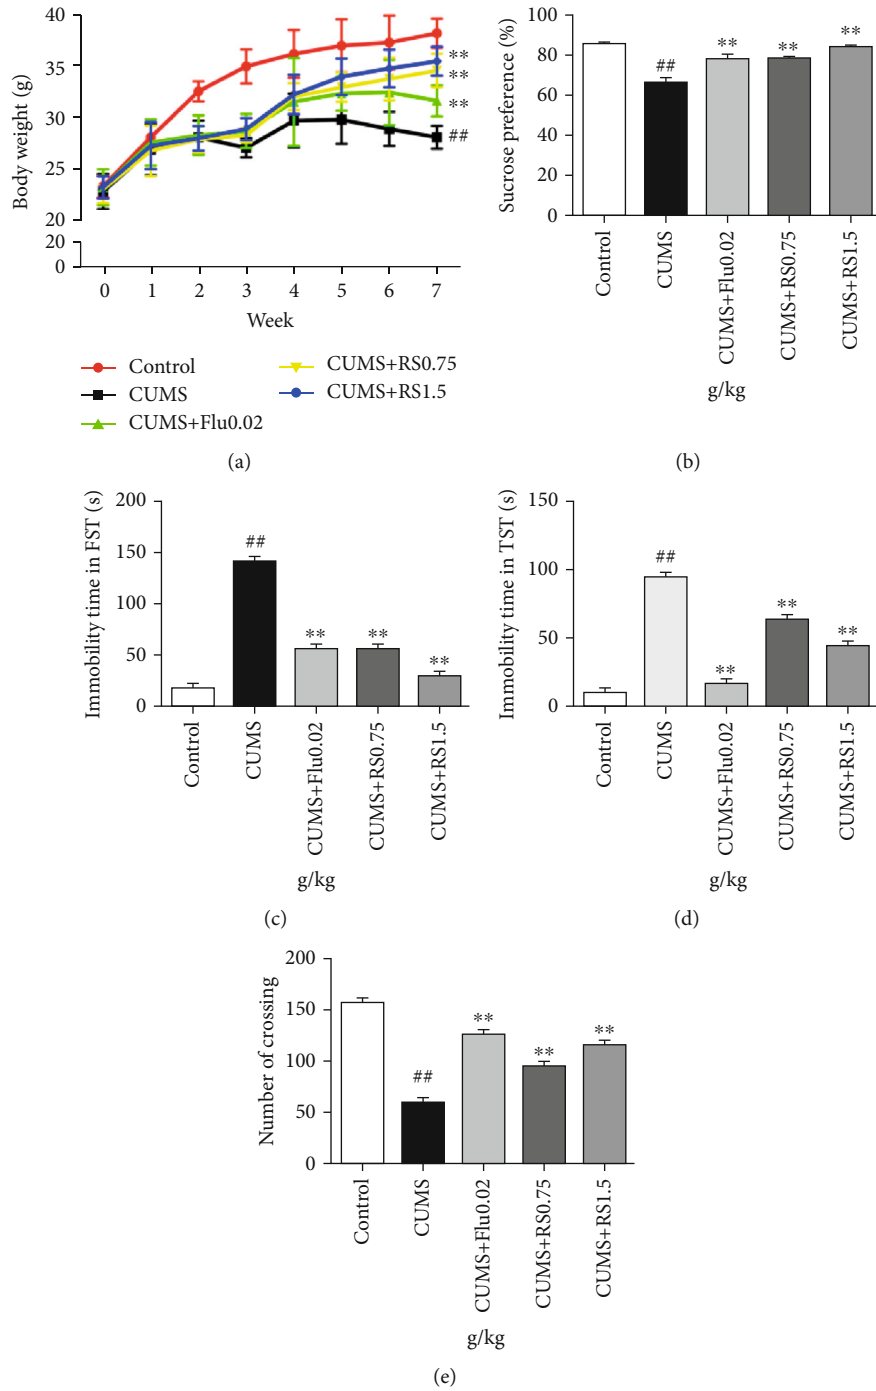 40
35
30
25
20
20
0
Body weight (g)
0 1 2 3 4 5 6 7
Week
**
**
**
##
Control
CUMS
CUMS+Flu0.02
CUMS+RS0.75
CUMS+RS1.5
(a)
100
80
60
40
20
0
Sucrose preference (%)
##
**
**
**
Control
CUMS
CUMS+Flu0.02
CUMS+RS0.75
CUMS+RS1.5
g/kg
(b)
200
150
100
50
0
Immobility time in FST (s)
##
**
**
**
Control
CUMS
CUMS+Flu0.02
CUMS+RS0.75
CUMS+RS1.5
g/kg
(c)
150
100
50
0
Immobility time in TST (s)
##
**
**
**
Control
CUMS
CUMS+Flu0.02
CUMS+RS0.75
CUMS+RS1.5
g/kg
(d)
200
150
100
50
0
Number of crossing
##
**
**
**
Control
CUMS
CUMS+Flu0.02
CUMS+RS0.75
CUMS+RS1.5
g/kg
(e)